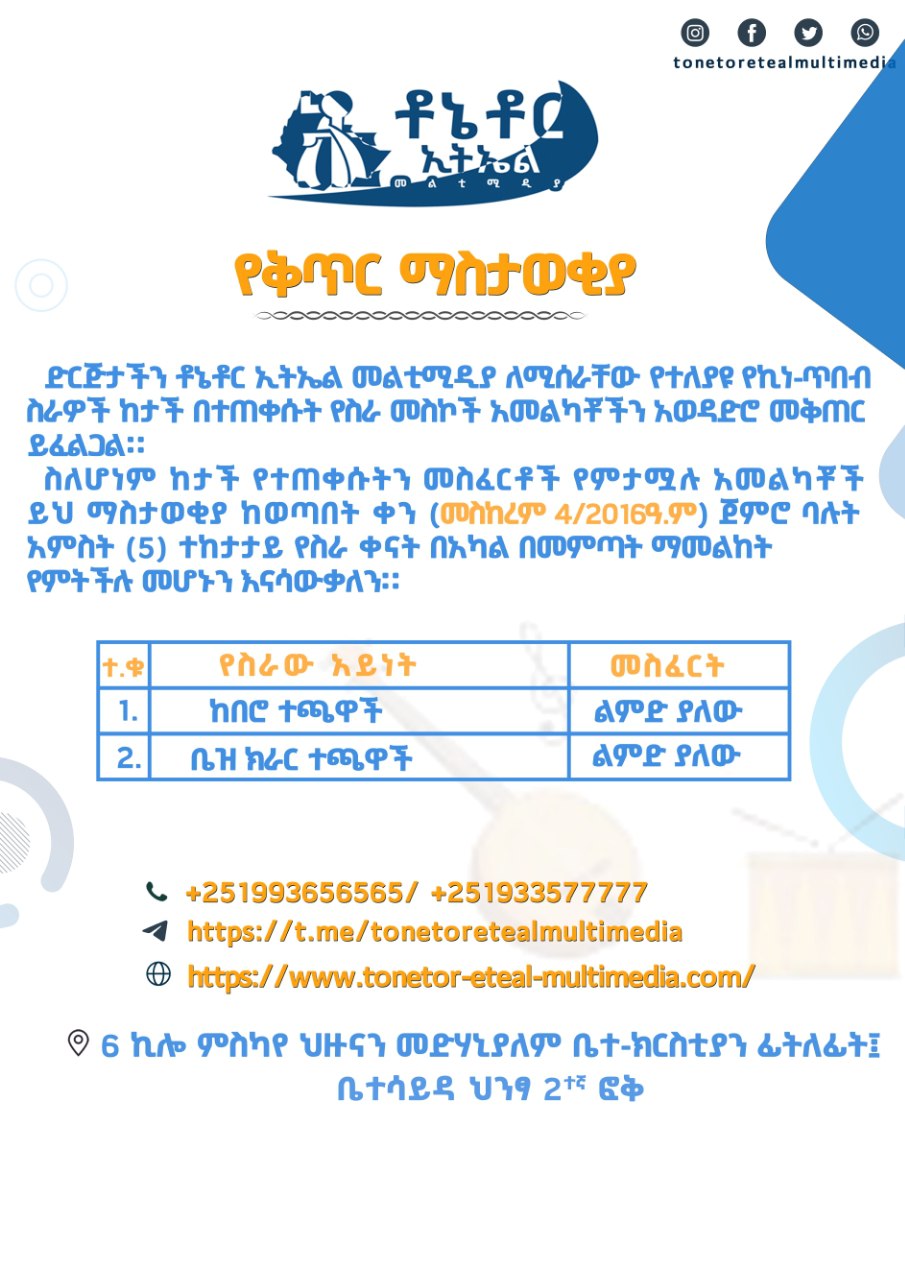 tonetoretealmultimedia
ቶኔቶር
ኢትኤል
መልቲሚዲያ
የቅጥር ማስታወቂያ
ድርጅታችን ቶኔቶር ኢትኤል መልቲሚዲያ ለሚሰራቸው የተለያዩ የኪነ-ጥበብ
ስራዎች ከታች በተጠቀሱት የስራ መስኮች አመልካቾችን አወዳድሮ መቅጠር
ይፈልጋል።
ስለሆነም ከታች የተጠቀሱትን መስፈርቶች የምታሟሉ አመልካቾች
ይህ ማስታወቂያ ከወጣበት ቀን (መስከረም 4/2016ዓ.ም) ጀምሮ ባሉት
አምስት (5) ተከታታይ የስራ ቀናት በአካል በመምጣት ማመልከት
የምትችሉ መሆኑን እናሳውቃለን።
ተ.ቁ የስራው አይነት መስፈርት
1. ከበሮ ተጫዋች ልምድ ያለው
2. ቤዝ ክራር ተጫዋች ልምድ ያለው
+251993656565/ +251933577777
https://t.me/tonetoretealmultimedia
https://www.tonetor-eteal-multimedia.com/
6 ኪሎ ምስካየ ህዙናን መድሃኒያለም ቤተ-ክርስቲያን ፊትለፊት፤
ቤተሳይዳ ህንፃ 2ተኛ ፎቅ